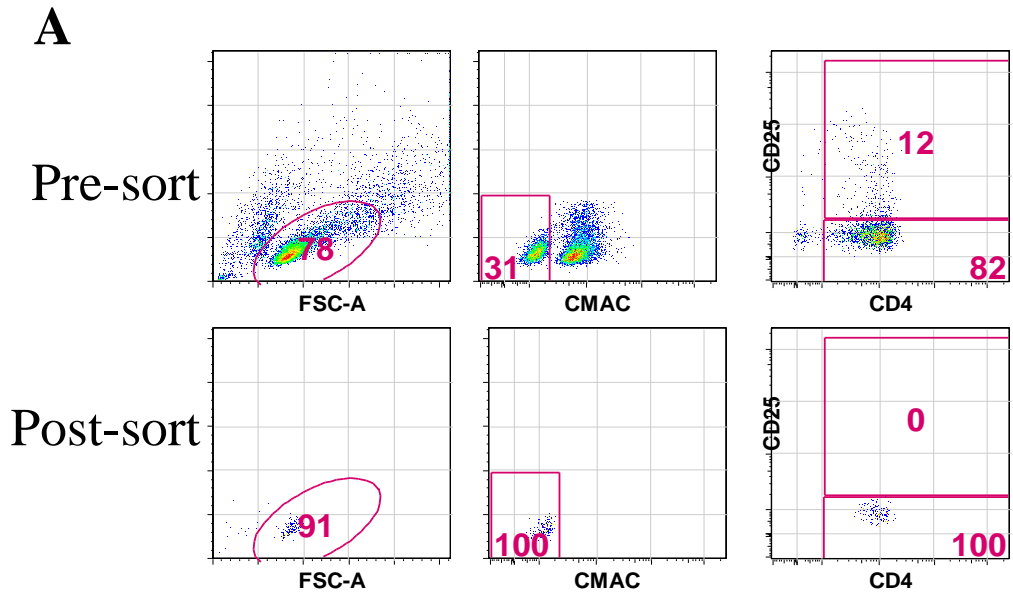 A
Pre-sort
78
FSC-A
31
CMAC
CD25
12
82
CD4
Post-sort
91
FSC-A
100
CMAC
CD25
0
100
CD4